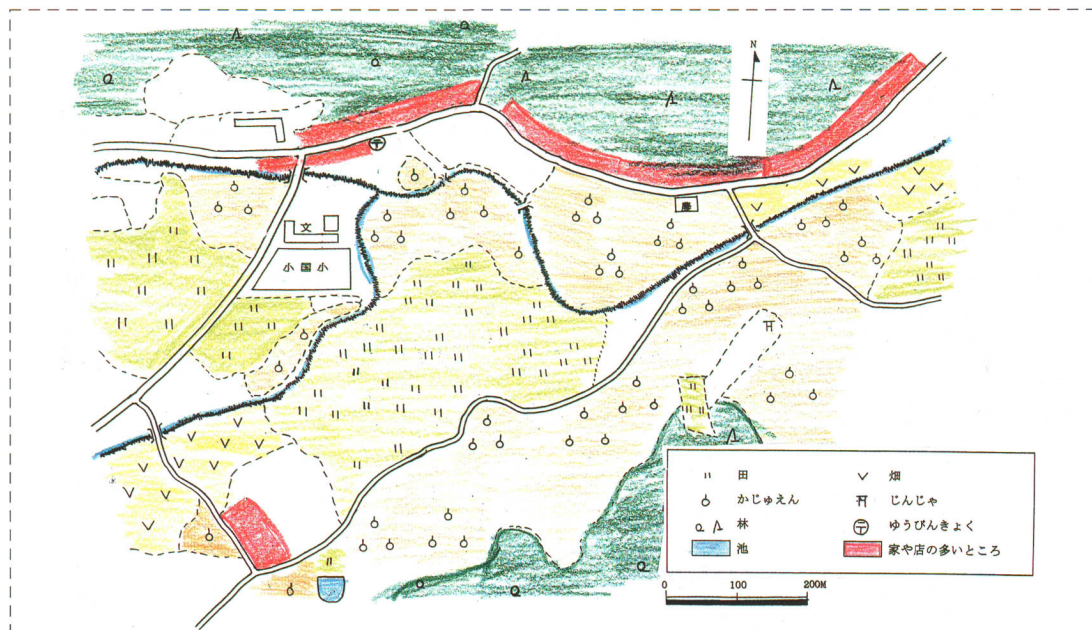 N
文
小国小
田
畑
かじゅえん
じんじゃ
林
ゆうびんきょく
池
家や店の多いところ
0 100 200M